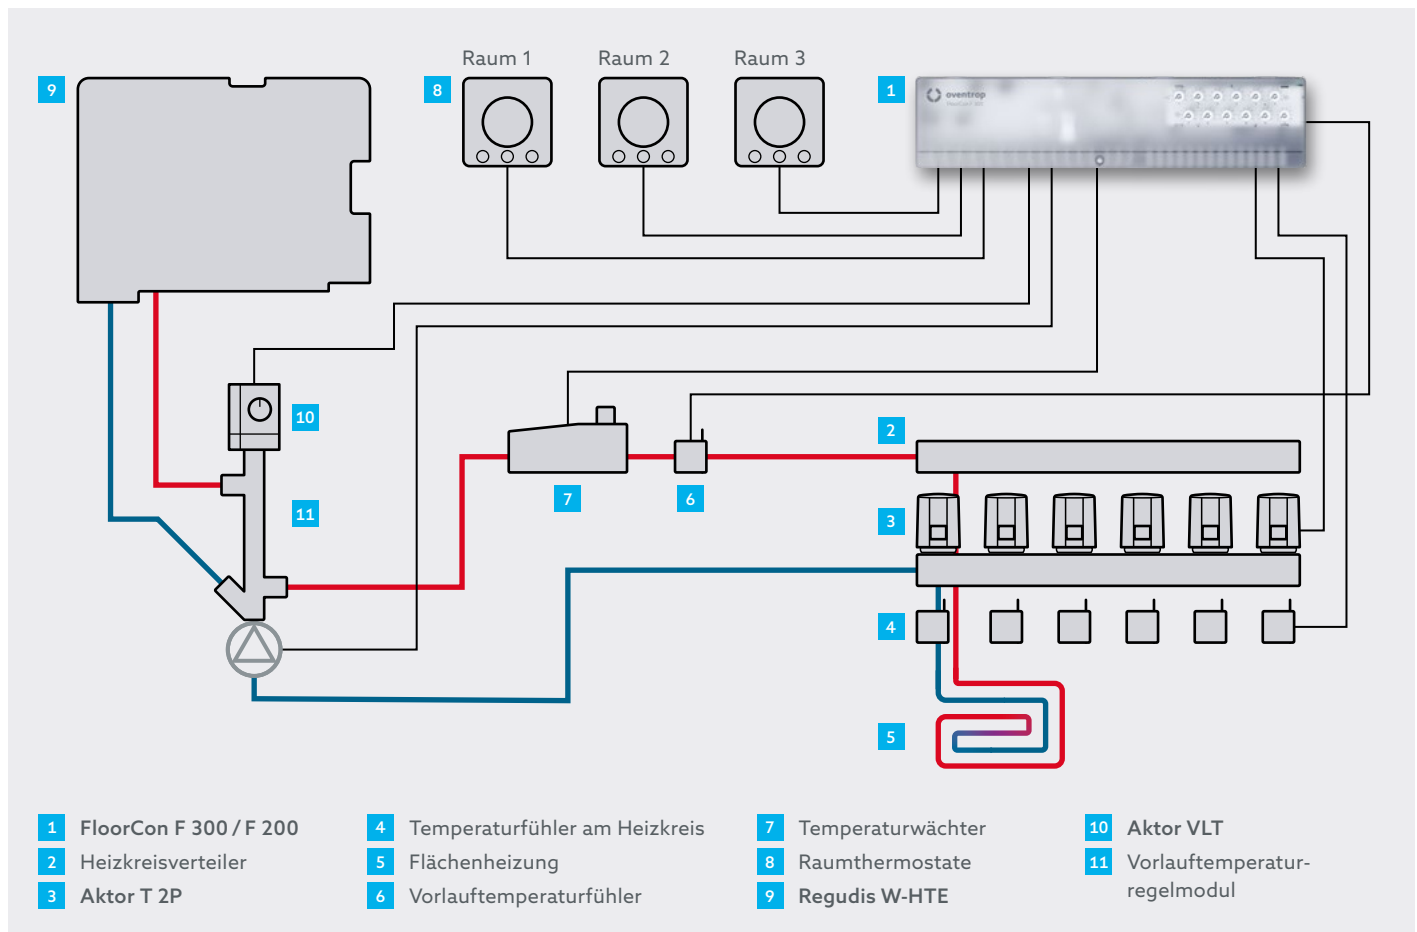 Raum 1 Raum 2 Raum 3
9
8
1
oventrop
10
2
7
6
3
11
4
5
1 FloorCon F 300 / F 200
2 Heizkreisverteiler
3 Aktor T 2P
4 Temperaturfühler am Heizkreis
5 Flächenheizung
6 Vorlauftemperaturfühler
7 Temperaturwächter
8 Raumthermostate
9 Regudis W-HTE
10 Aktor VLT
11 Vorlauftemperatur-
regelmodul